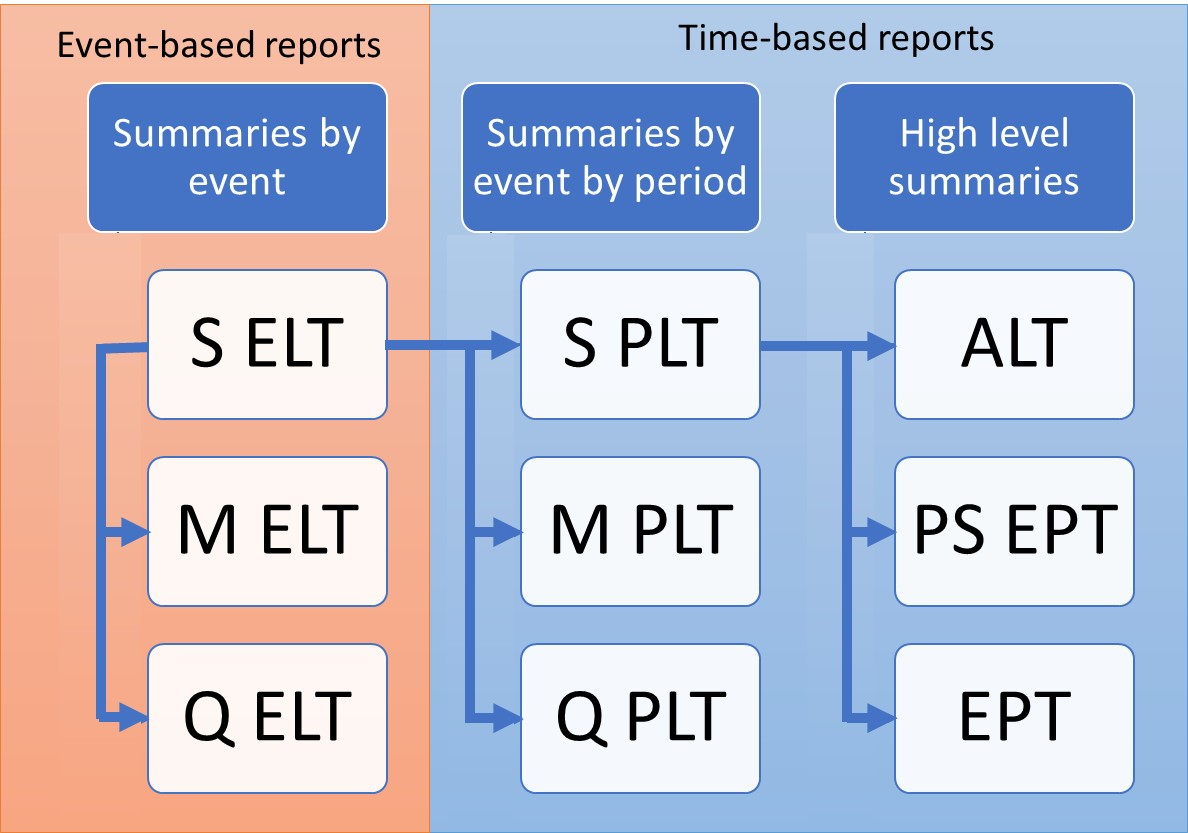 Event-based reports
Time-based reports
Summaries by
event
Summaries by
event by period
High level
summaries
S ELT
S PLT
ALT
M ELT
M PLT
PS EPT
Q ELT
Q PLT
EPT